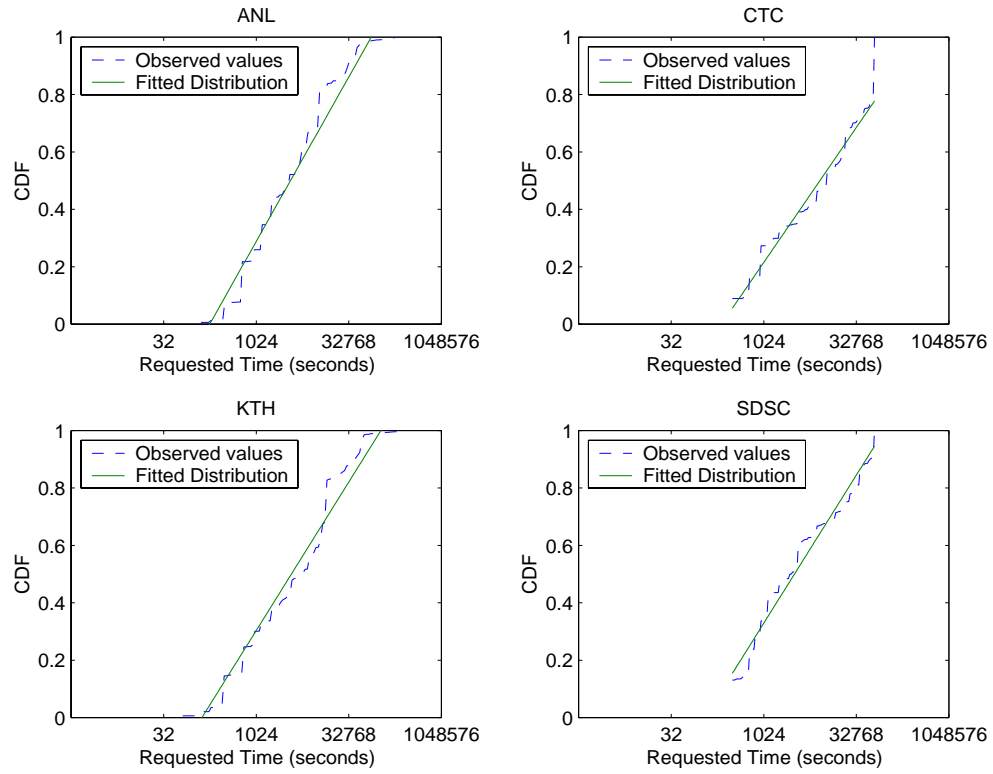 ANL
1
0.8
0.6
0.4
0.2
0
CDF
Observed values
Fitted Distribution
32 1024 32768 1048576
Requested Time (seconds)
CTC
1
0.8
0.6
0.4
0.2
0
CDF
Observed values
Fitted Distribution
32 1024 32768 1048576
Requested Time (seconds)
KTH
1
0.8
0.6
0.4
0.2
0
CDF
Observed values
Fitted Distribution
32 1024 32768 1048576
Requested Time (seconds)
SDSC
1
0.8
0.6
0.4
0.2
0
CDF
Observed values
Fitted Distribution
32 1024 32768 1048576
Requested Time (seconds)